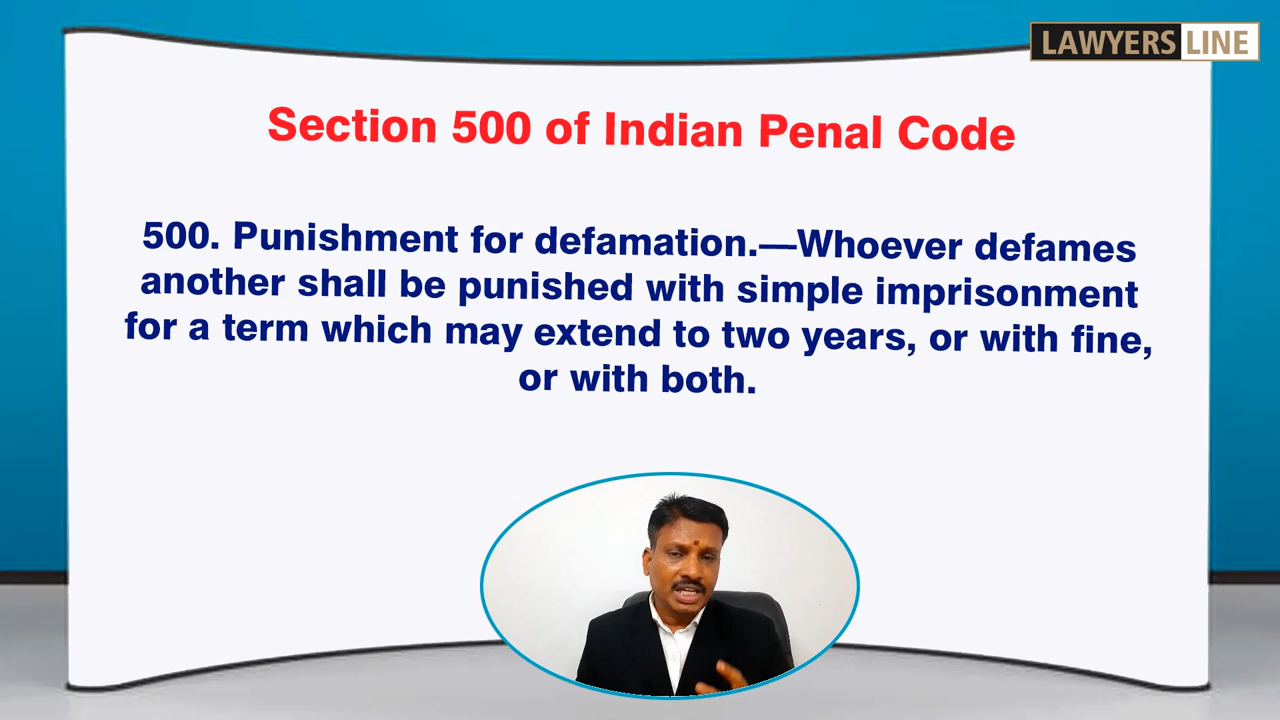 LAWYERS LINE
Section 500 of Indian Penal Code
500. Punishment for defamation.—Whoever defames
another shall be punished with simple imprisonment
for a term which may extend to two years, or with fine,
or with both.